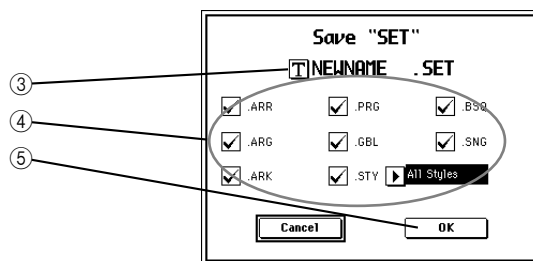 Save "SET"
③ T NEWNAME .SET
.ARR .PRG .BSQ
④ .ARG .GBL .SNG
⑤ .ARK .STY All Styles
Cancel OK